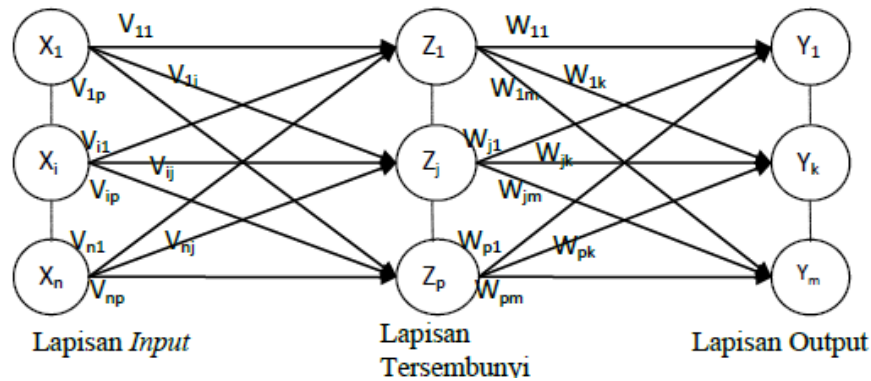 V11 W11
X1 Z1 Y1
V1j W1k
V1p W1m
Vi1 Wj1
Xi Vij Zj Wjk Yk
Vip Wjm
Vn1 Vnj Wp1 Wpk
Xn Zp Ym
Vnp Wpm
Lapisan Input
Lapisan
Tersembunyi
Lapisan Output